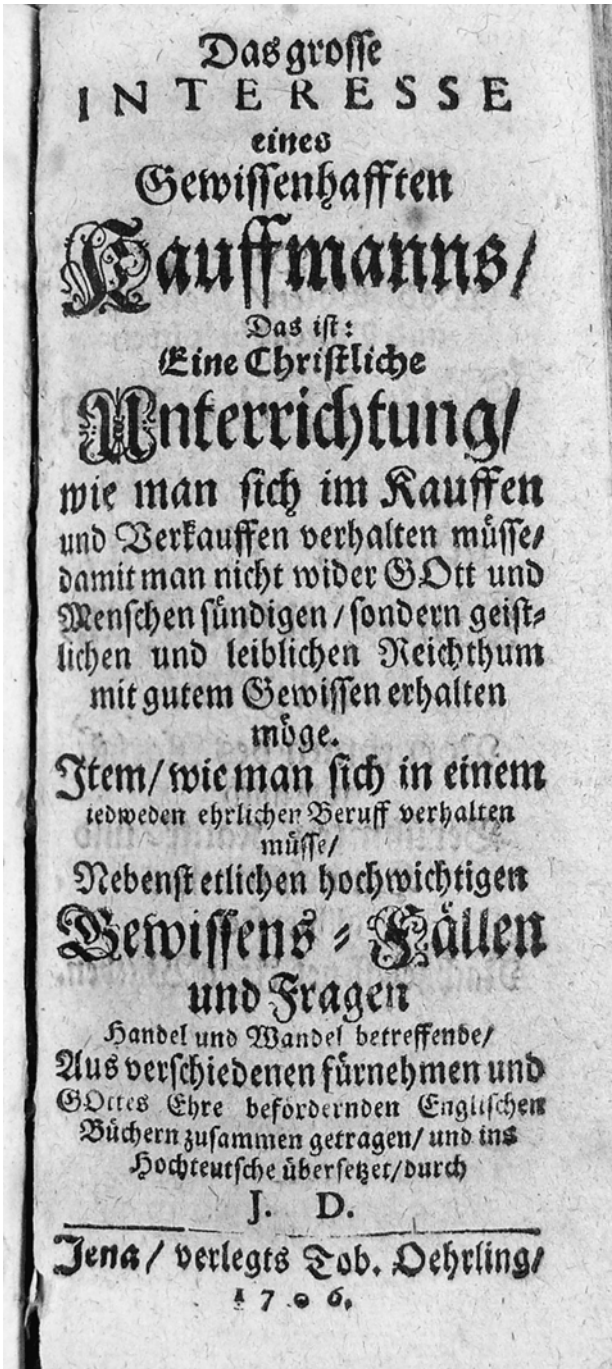 Das grosse
INTERESSE
eines
Gewissenhafften
Kauffmanns/
Das ist:
Eine Christliche
Unterrichtung/
wie man sich im Kauffen
und Verkauffen verhalten müsse/
damit man nicht wider GOtt und
Menschen sündigen/sondern geist-
lichen und leiblichen Reichthum
mit gutem Gewissen erhalten
möge.
Item/wie man sich in einem
iedweden ehrlichen Beruff verhalten
müsse/
Nebenst etlichen hochwichtigen
Gewissens-Fällen
und Fragen
Handel und Wandel betreffende/
Aus verschiedenen fürnehmen und
GOttes Ehre befordernden Englischen
Büchern zusammen getragen/und ins
Hochteutsche übersetzet/durch
J. D.
Jena/verlegts Tob. Oehrling/
1706.